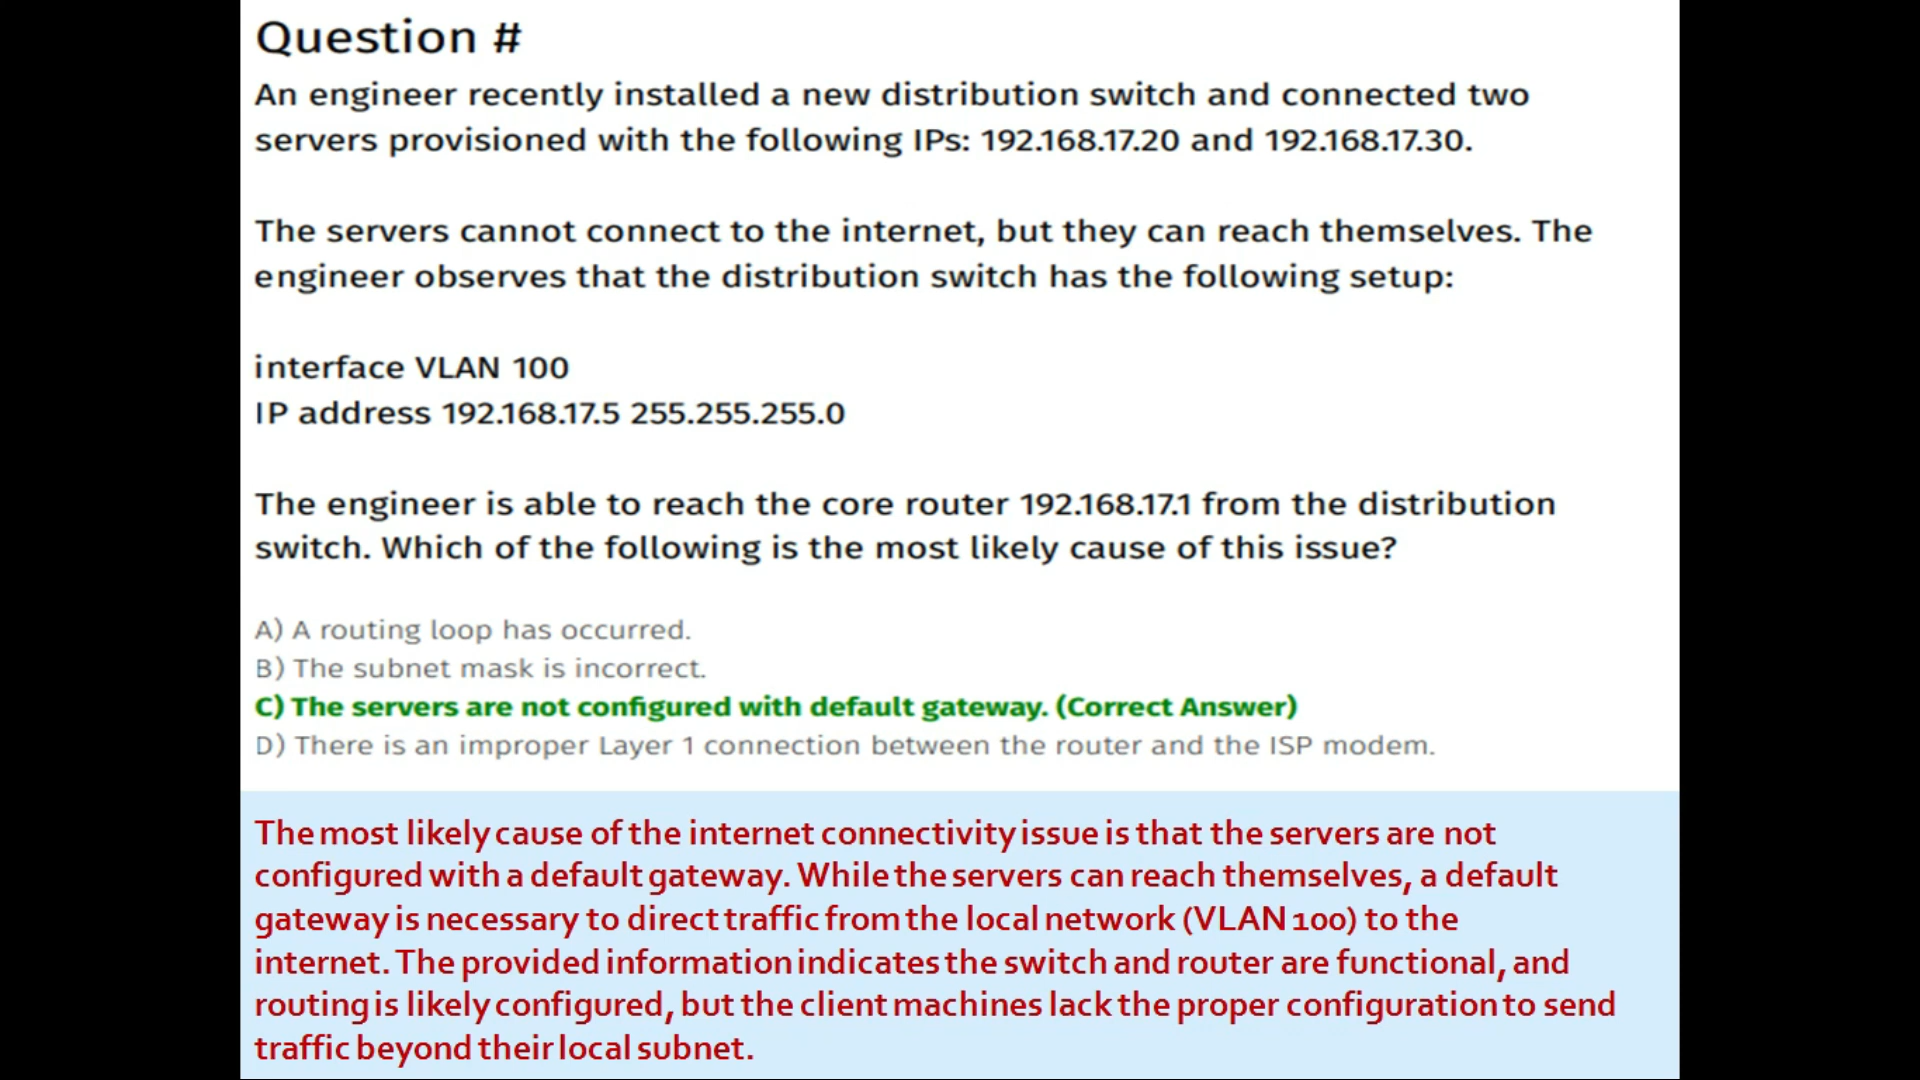 Question #
An engineer recently installed a new distribution switch and connected two
servers provisioned with the following IPs: 192.168.17.20 and 192.168.17.30.
The servers cannot connect to the internet, but they can reach themselves. The
engineer observes that the distribution switch has the following setup:
interface VLAN 100
IP address 192.168.17.5 255.255.255.0
The engineer is able to reach the core router 192.168.17.1 from the distribution
switch. Which of the following is the most likely cause of this issue?
A) A routing loop has occurred.
B) The subnet mask is incorrect.
C) The servers are not configured with default gateway. (Correct Answer)
D) There is an improper Layer 1 connection between the router and the ISP modem.
The most likely cause of the internet connectivity issue is that the servers are not
configured with a default gateway. While the servers can reach themselves, a default
gateway is necessary to direct traffic from the local network (VLAN 100) to the
internet. The provided information indicates the switch and router are functional, and
routing is likely configured, but the client machines lack the proper configuration to send
traffic beyond their local subnet.